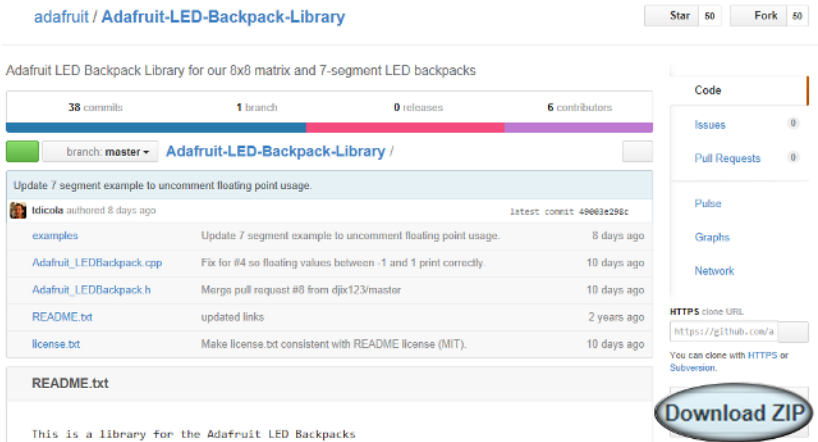 adafruit / Adafruit-LED-Backpack-Library
Star 50 Fork 50
Adafruit LED Backpack Library for our 8x8 matrix and 7-segment LED backpacks
38 commits 1 branch 0 releases 6 contributors
branch: master Adafruit-LED-Backpack-Library /
Update 7 segment example to uncomment floating point usage.
tdicola authored 8 days ago latest commit 49003e298c
examples Update 7 segment example to uncomment floating point usage. 8 days ago
Adafruit_LEDBackpack.cpp Fix for #4 so floating values between -1 and 1 print correctly. 10 days ago
Adafruit_LEDBackpack.h Merge pull request #8 from djix123/master 10 days ago
README.txt updated links 2 years ago
license.txt Make license.txt consistent with README license (MIT). 10 days ago
README.txt
This is a library for the Adafruit LED Backpacks
Code
Issues 0
Pull Requests 0
Pulse
Graphs
Network
HTTPS clone URL
https://github.com/a
You can clone with HTTPS or
Subversion.
Download ZIP